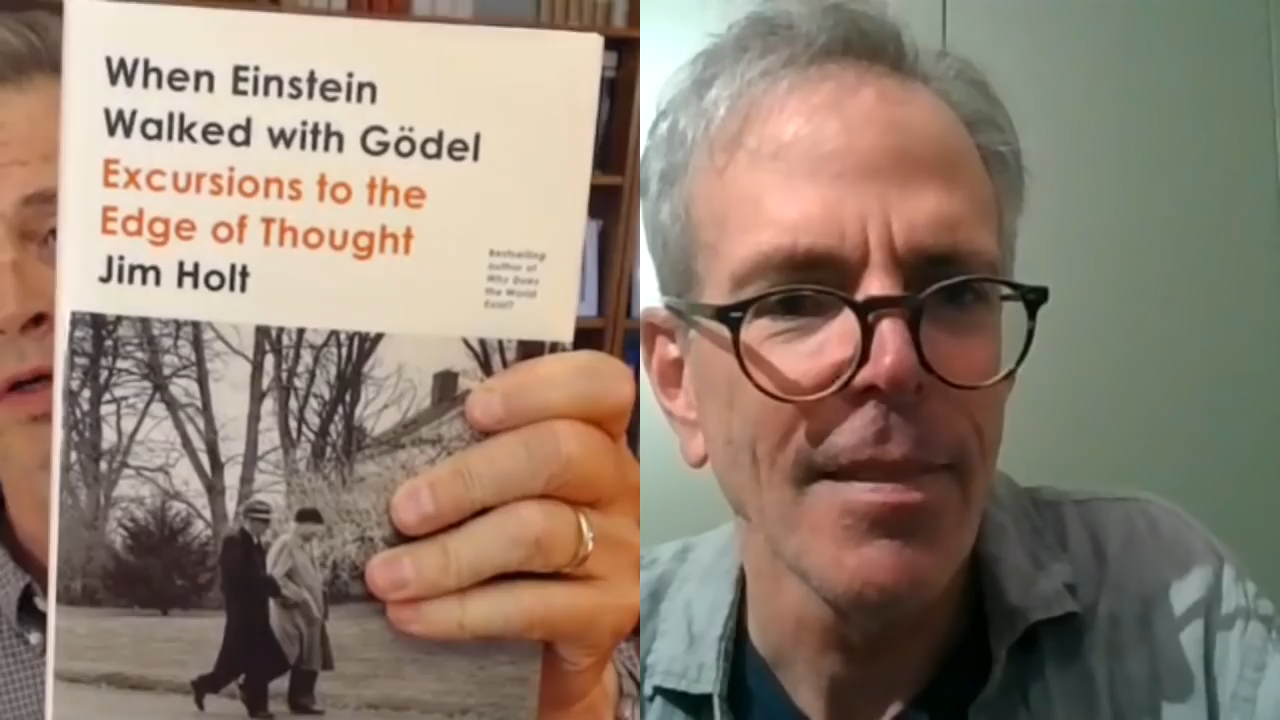 When Einstein
Walked with Gödel
Excursions to the
Edge of Thought
Jim Holt
Bestselling
author of
Why Does
the World
Exist?